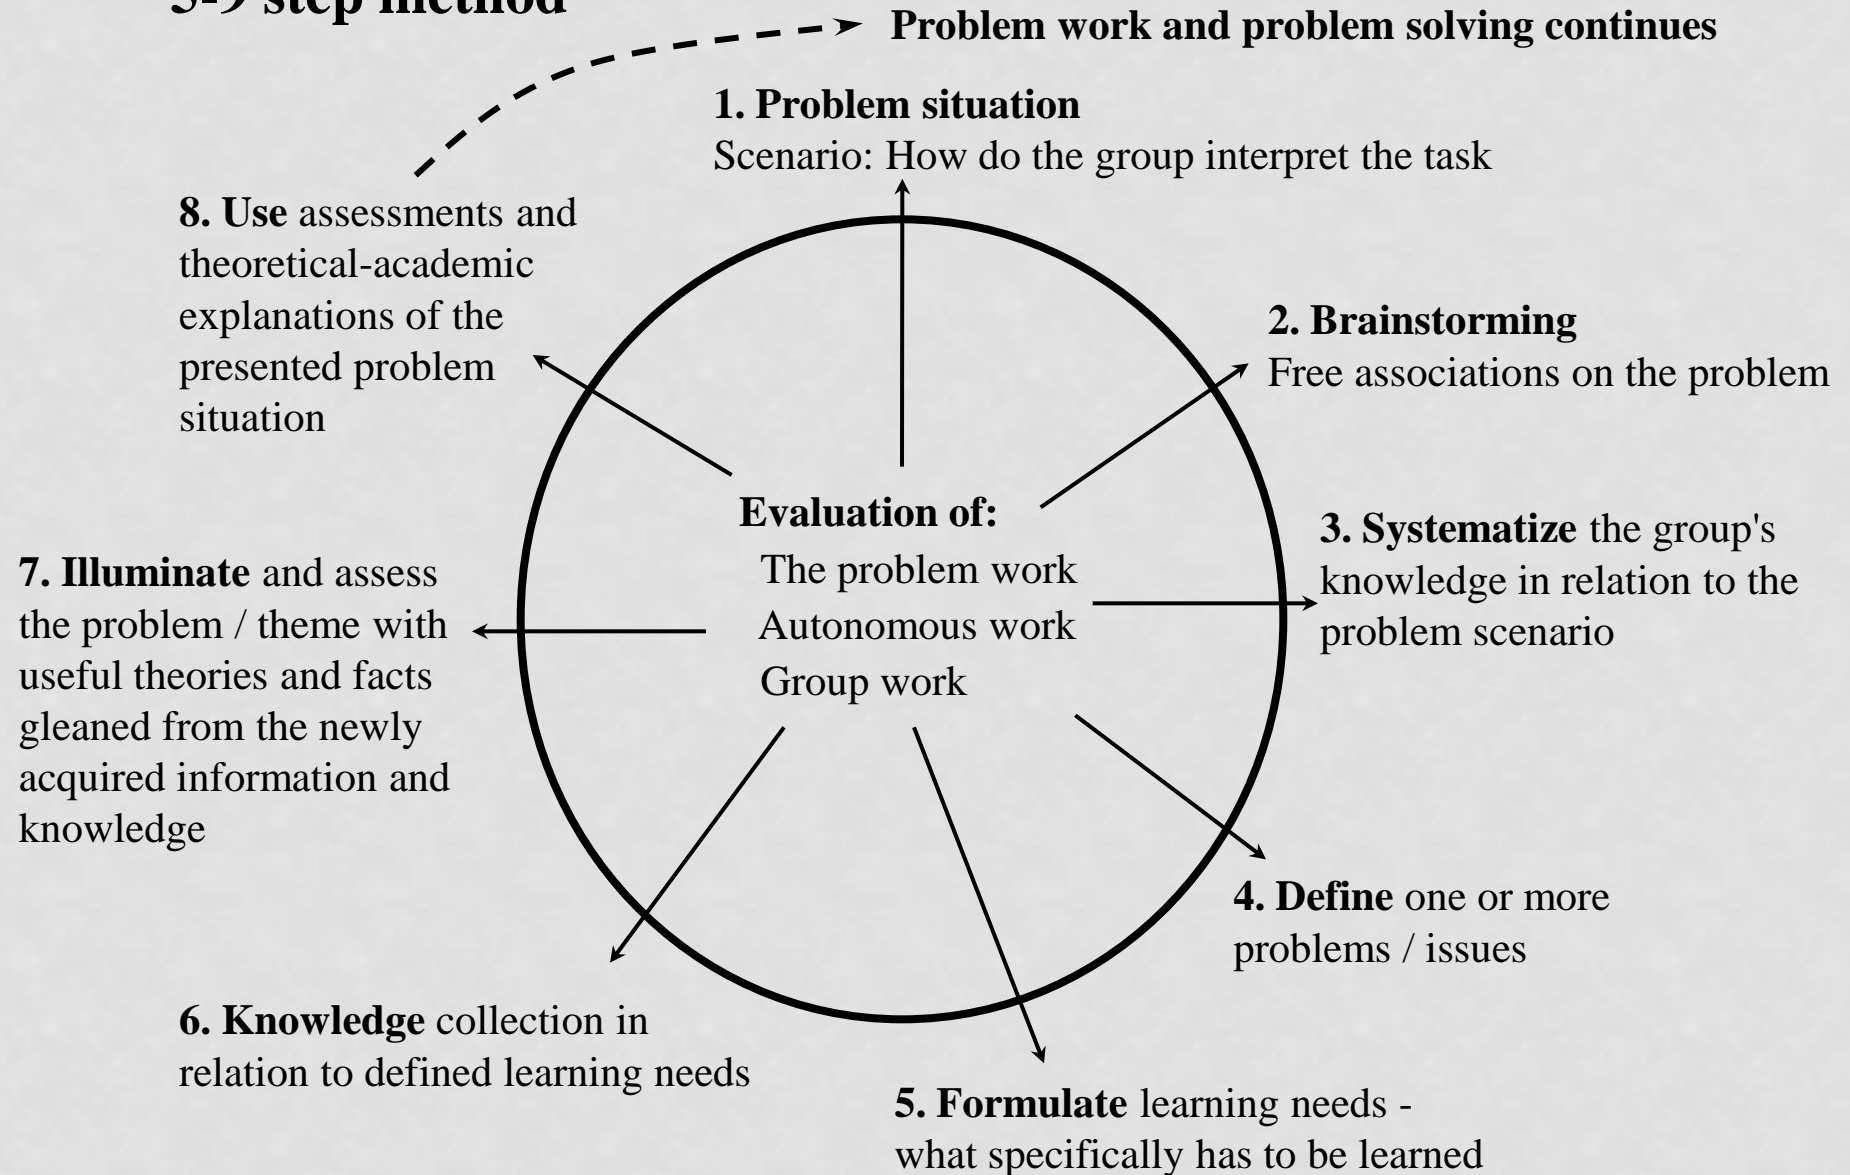 5-9 step method
Problem work and problem solving continues
1. Problem situation
Scenario: How do the group interpret the task
2. Brainstorming
Free associations on the problem
3. Systematize the group's
knowledge in relation to the
problem scenario
4. Define one or more
problems / issues
5. Formulate learning needs -
what specifically has to be learned
6. Knowledge collection in
relation to defined learning needs
7. Illuminate and assess
the problem / theme with
useful theories and facts
gleaned from the newly
acquired information and
knowledge
8. Use assessments and
theoretical-academic
explanations of the
presented problem
situation
Evaluation of:
The problem work
Autonomous work
Group work